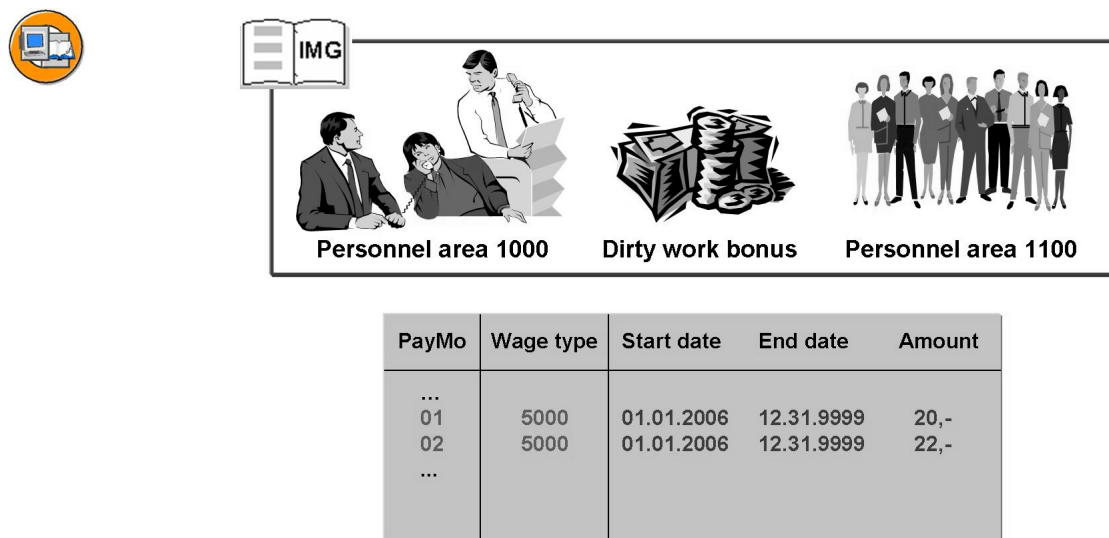 IMG
Personnel area 1000 Dirty work bonus Personnel area 1100
PayMo Wage type Start date End date Amount
...
01 5000 01.01.2006 12.31.9999 20,-
02 5000 01.01.2006 12.31.9999 22,-
...